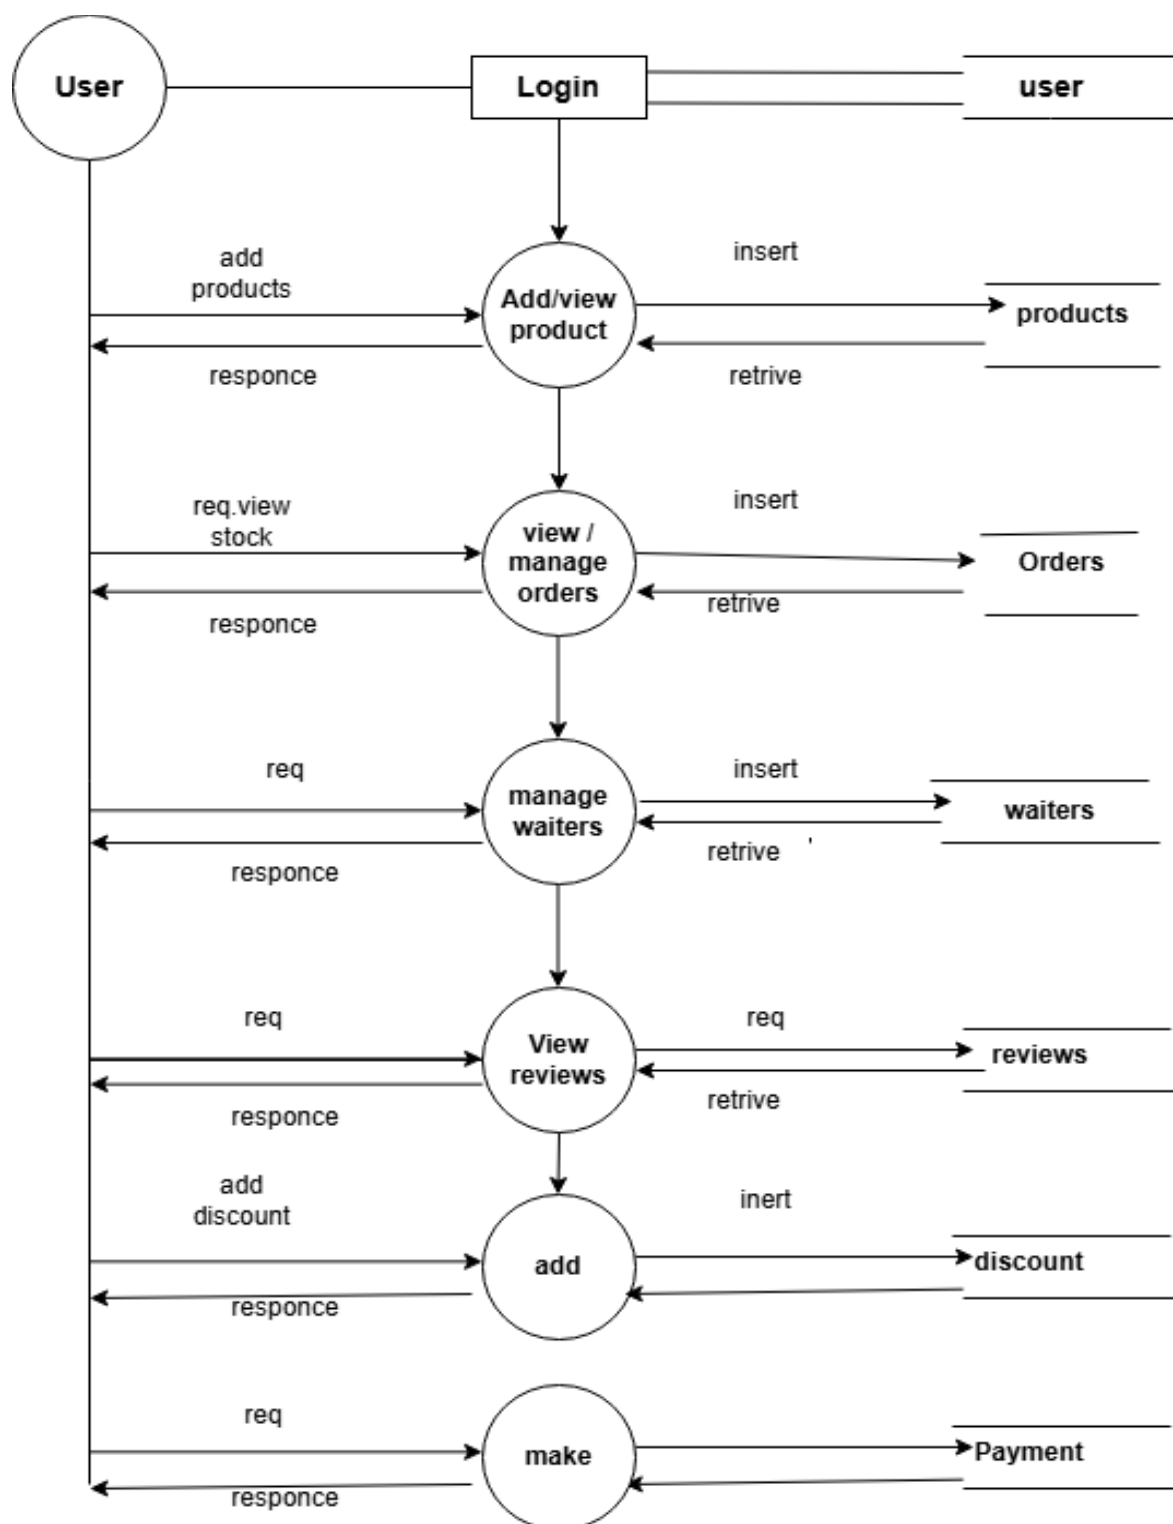 User
Login
user
add
products
insert
Add/view
product
products
responce
retrive
req.view
stock
insert
view /
manage
orders
Orders
responce
retrive
req
insert
manage
waiters
waiters
responce
retrive '
req
req
View
reviews
reviews
responce
retrive
add
discount
inert
add
discount
responce
req
make
Payment
responce